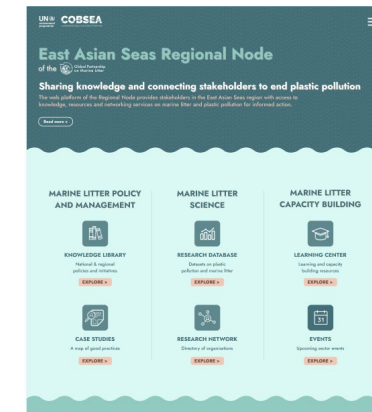 UN COBSEA
East Asian Seas Regional Node
of the Global Partnership on Marine Litter
Sharing knowledge and connecting stakeholders to end plastic pollution
The web platform of the Regional Node provides stakeholders in the East Asian Seas region with access to
knowledge, resources and networking services on marine litter and plastic pollution for informed action.
Read more »
MARINE LITTER POLICY
AND MANAGEMENT
KNOWLEDGE LIBRARY
National & regional
policies and initiatives
EXPLORE »
CASE STUDIES
A map of good practices
EXPLORE »
MARINE LITTER
SCIENCE
RESEARCH DATABASE
Datasets on plastic
pollution and marine litter
EXPLORE »
RESEARCH NETWORK
Directory of organisations
EXPLORE »
MARINE LITTER
CAPACITY BUILDING
LEARNING CENTER
Learning and capacity
building resources
EXPLORE »
31
EVENTS
Upcoming sector events
EXPLORE »